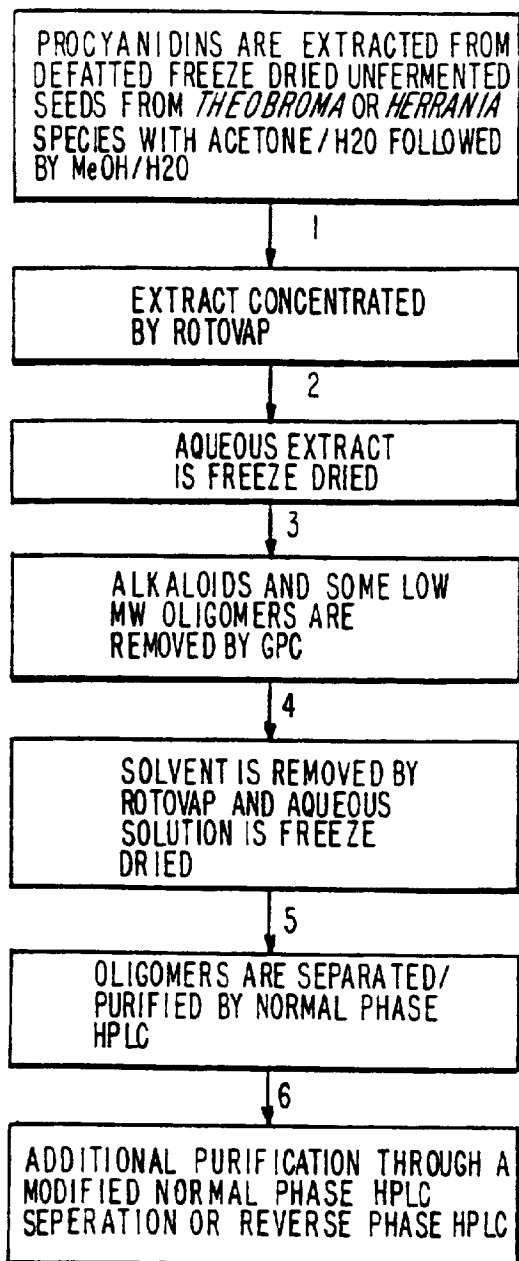 PROCYANIDINS ARE EXTRACTED FROM
DEFATTED FREEZE DRIED UNFERMENTED
SEEDS FROM THEOBROMA OR HERRANIA
SPECIES WITH ACETONE/H2O FOLLOWED
BY MeOH/H2O
1
EXTRACT CONCENTRATED
BY ROTOVAP
2
AQUEOUS EXTRACT
IS FREEZE DRIED
3
ALKALOIDS AND SOME LOW
MW OLIGOMERS ARE
REMOVED BY GPC
4
SOLVENT IS REMOVED BY
ROTOVAP AND AQUEOUS
SOLUTION IS FREEZE
DRIED
5
OLIGOMERS ARE SEPARATED/
PURIFIED BY NORMAL PHASE
HPLC
6
ADDITIONAL PURIFICATION THROUGH A
MODIFIED NORMAL PHASE HPLC
SEPERATION OR REVERSE PHASE HPLC